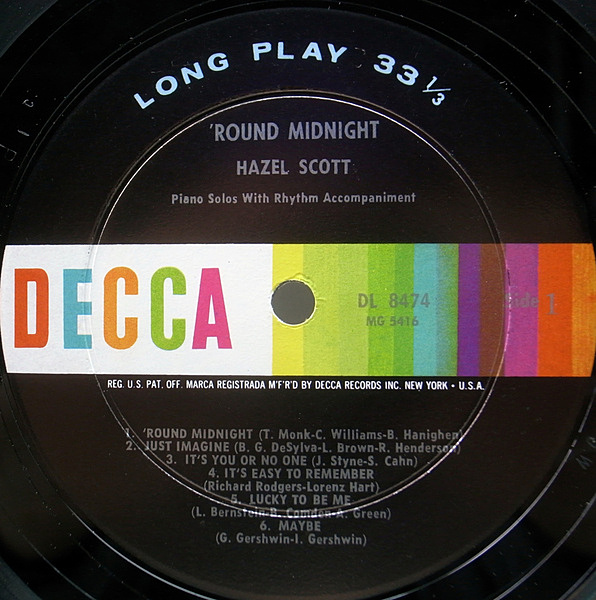 LONG PLAY 33 1/3
'ROUND MIDNIGHT
HAZEL SCOTT
Piano Solos With Rhythm Accompaniment
DECCA
DL 8474
MG 5416
Side 1
REG. U.S. PAT. OFF. MARCA REGISTRADA M'F'R'D BY DECCA RECORDS INC. NEW YORK • U.S.A.
1. 'ROUND MIDNIGHT (T. Monk-C. Williams-B. Hanighen)
2. JUST IMAGINE (B. G. DeSylva-L. Brown-R. Henderson)
3. IT'S YOU OR NO ONE (J. Styne-S. Cahn)
4. IT'S EASY TO REMEMBER
(Richard Rodgers-Lorenz Hart)
5. LUCKY TO BE ME
(L. Bernstein-B. Comden-A. Green)
6. MAYBE
(G. Gershwin-I. Gershwin)